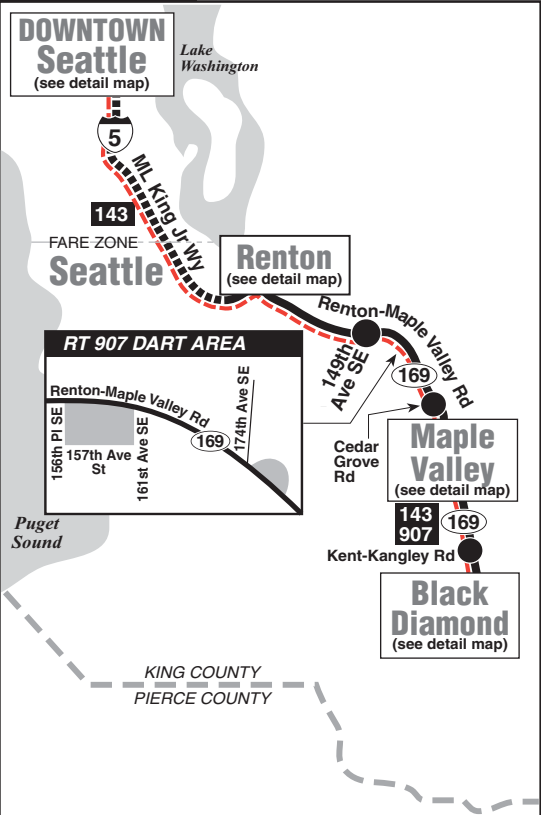 DOWNTOWN
Seattle
(see detail map)
Lake
Washington
5
ML King Jr Wy
143
FARE ZONE
Seattle
Renton
(see detail map)
Renton-Maple Valley Rd
149th
Ave SE
169
Cedar
Grove
Rd
RT 907 DART AREA
Renton-Maple Valley Rd
174th Ave SE
169
156th Pl SE
157th Ave
St
161st Ave SE
Maple
Valley
(see detail map)
143
907
169
Kent-Kangley Rd
Puget
Sound
Black
Diamond
(see detail map)
KING COUNTY
PIERCE COUNTY